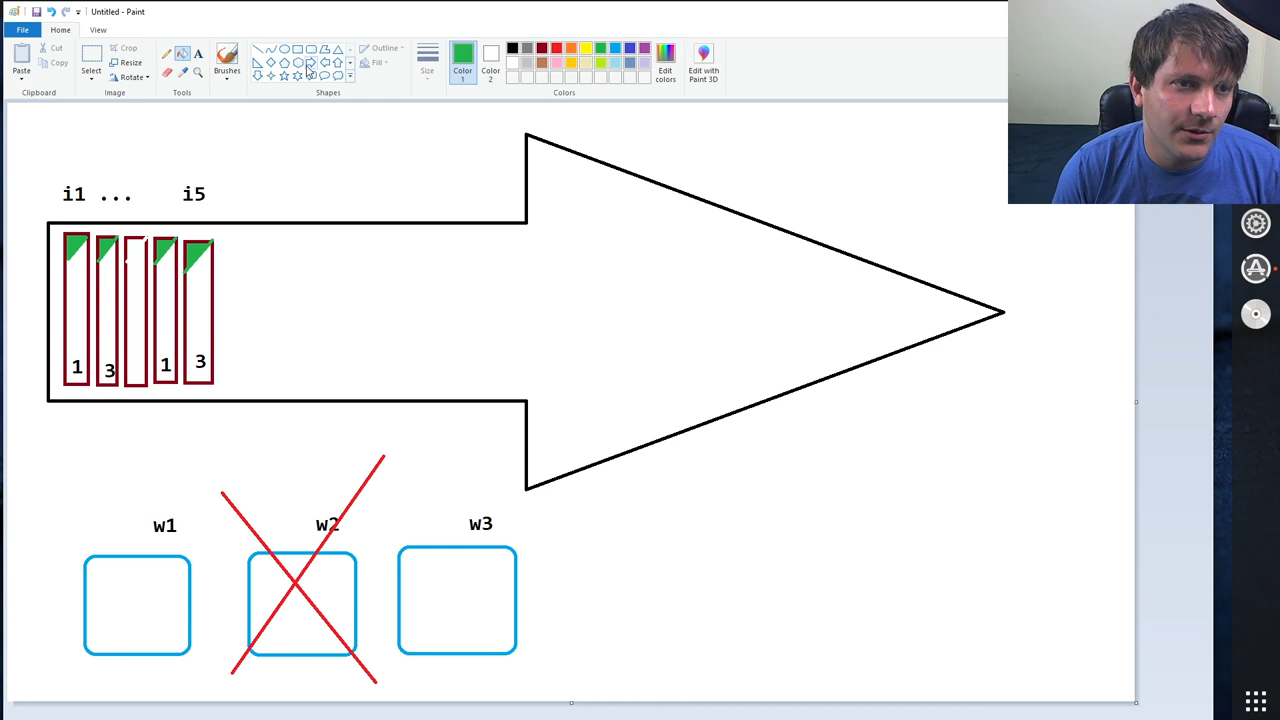 Untitled - Paint
File Home View
Paste Cut Copy Clipboard
Select Crop Resize Rotate Image
A Tools
Brushes
Shapes Outline Fill
Size
Color 1 Color 2 Edit colors Edit with Paint 3D Colors
i1 ... i5
1 3 1 3
w1 w2 w3